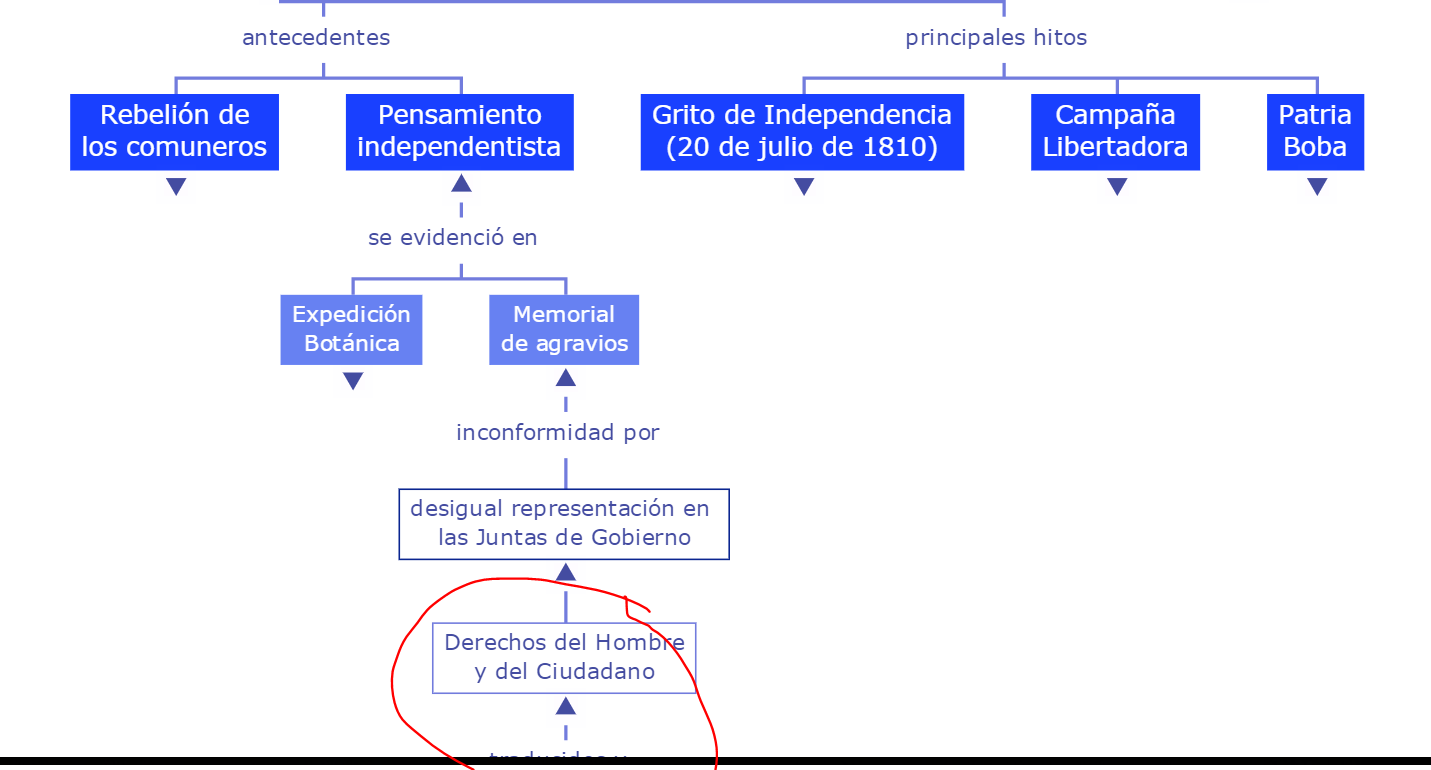 antecedentes
principales hitos
Rebelión de
los comuneros
Pensamiento
independentista
Grito de Independencia
(20 de julio de 1810)
Campaña
Libertadora
Patria
Boba
se evidenció en
Expedición
Botánica
Memorial
de agravios
inconformidad por
desigual representación en
las Juntas de Gobierno
Derechos del Hombre
y del Ciudadano